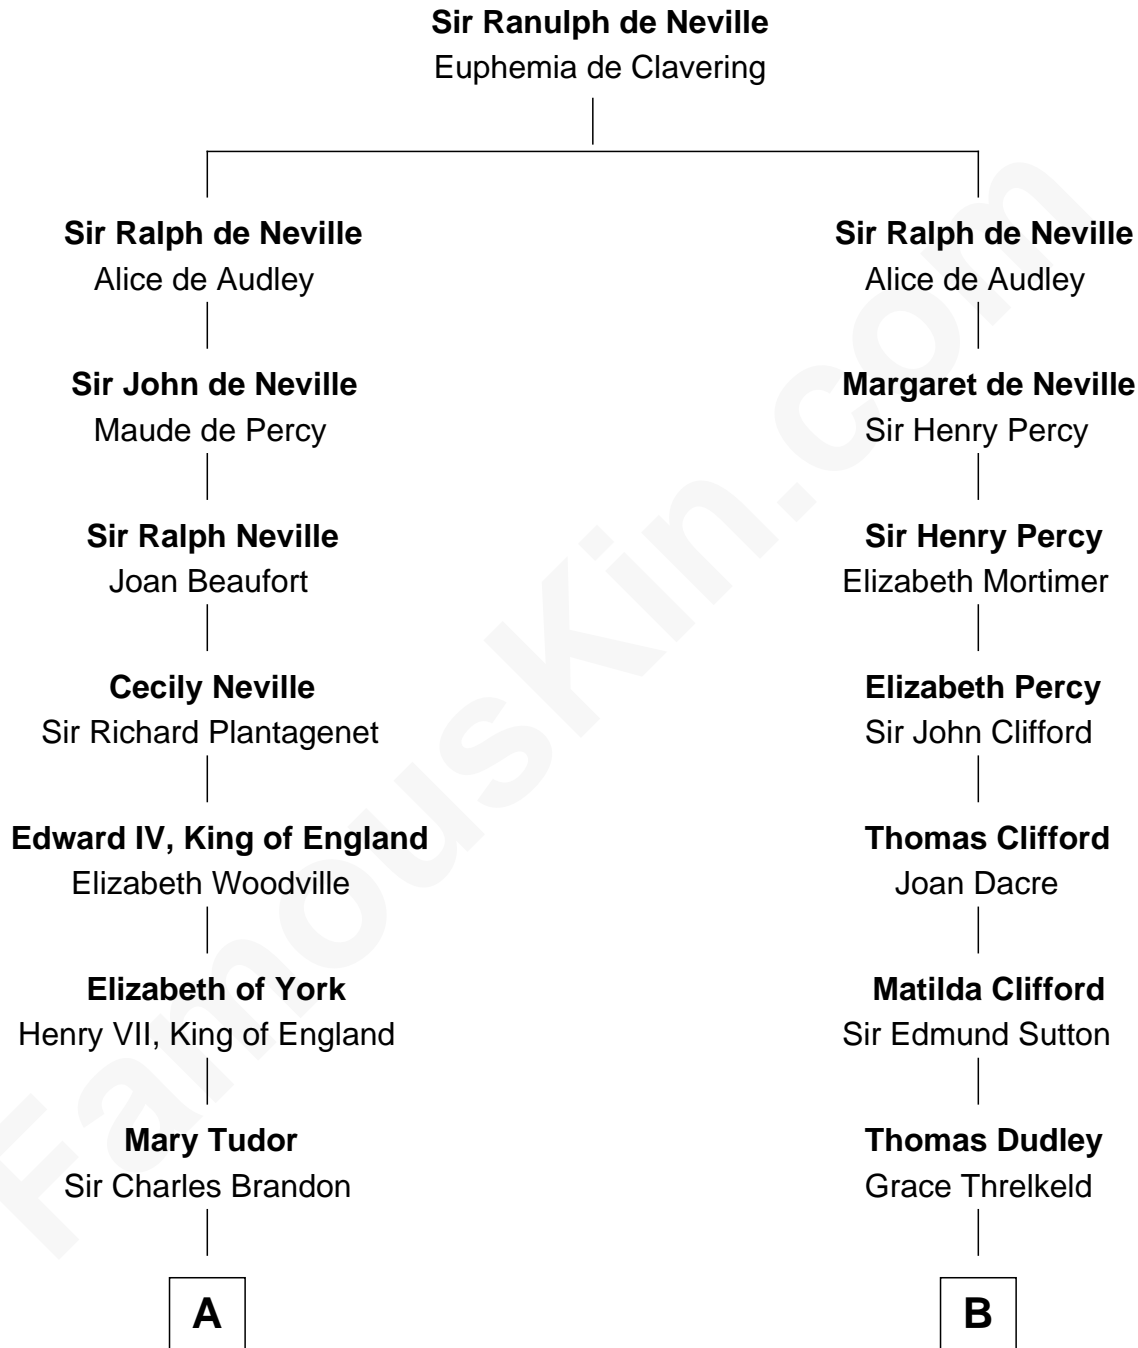 Sir Ranulph de Neville
Euphemia de Clavering
Sir Ralph de Neville
Alice de Audley
Sir John de Neville
Maude de Percy
Sir Ralph Neville
Joan Beaufort
Cecily Neville
Sir Richard Plantagenet
Edward IV, King of England
Elizabeth Woodville
Elizabeth of York
Henry VII, King of England
Mary Tudor
Sir Charles Brandon
A
Sir Ralph de Neville
Alice de Audley
Margaret de Neville
Sir Henry Percy
Sir Henry Percy
Elizabeth Mortimer
Elizabeth Percy
Sir John Clifford
Thomas Clifford
Joan Dacre
Matilda Clifford
Sir Edmund Sutton
Thomas Dudley
Grace Threlkeld
B
FamousKin.com